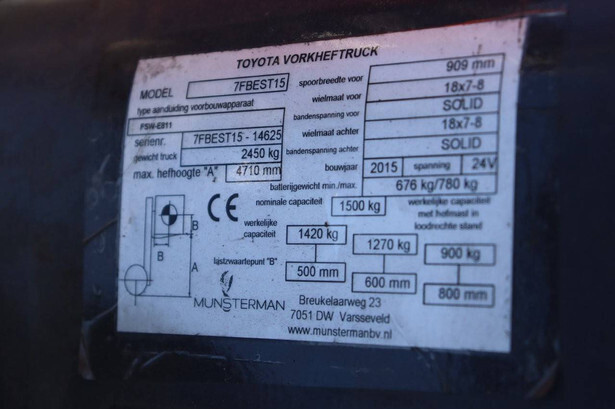 TOYOTA VORKHEFTRUCK
MODEL 7FBEST15
type aanduiding voorbouwapparaat
FSW-E811
serienr. 7FBEST15 - 14625
gewicht truck 2450 kg
max. hefhoogte "A" 4710 mm
spoorbreedte voor 909 mm
wielmaat voor 18x7-8
bandenspanning voor SOLID
wielmaat achter 18x7-8
bandenspanning achter SOLID
bouwjaar 2015 spanning 24V
batterijgewicht min./max. 676 kg/780 kg
nominale capaciteit 1500 kg
werkelijke capaciteit
met hefmast in
loodrechte stand
werkelijke
capaciteit
1420 kg 1270 kg 900 kg
lastzwaartepunt "B"
500 mm 600 mm 800 mm
B
B
A
CE
MUNSTERMAN
Breukelaarweg 23
7051 DW Varsseveld
www.munstermanbv.nl